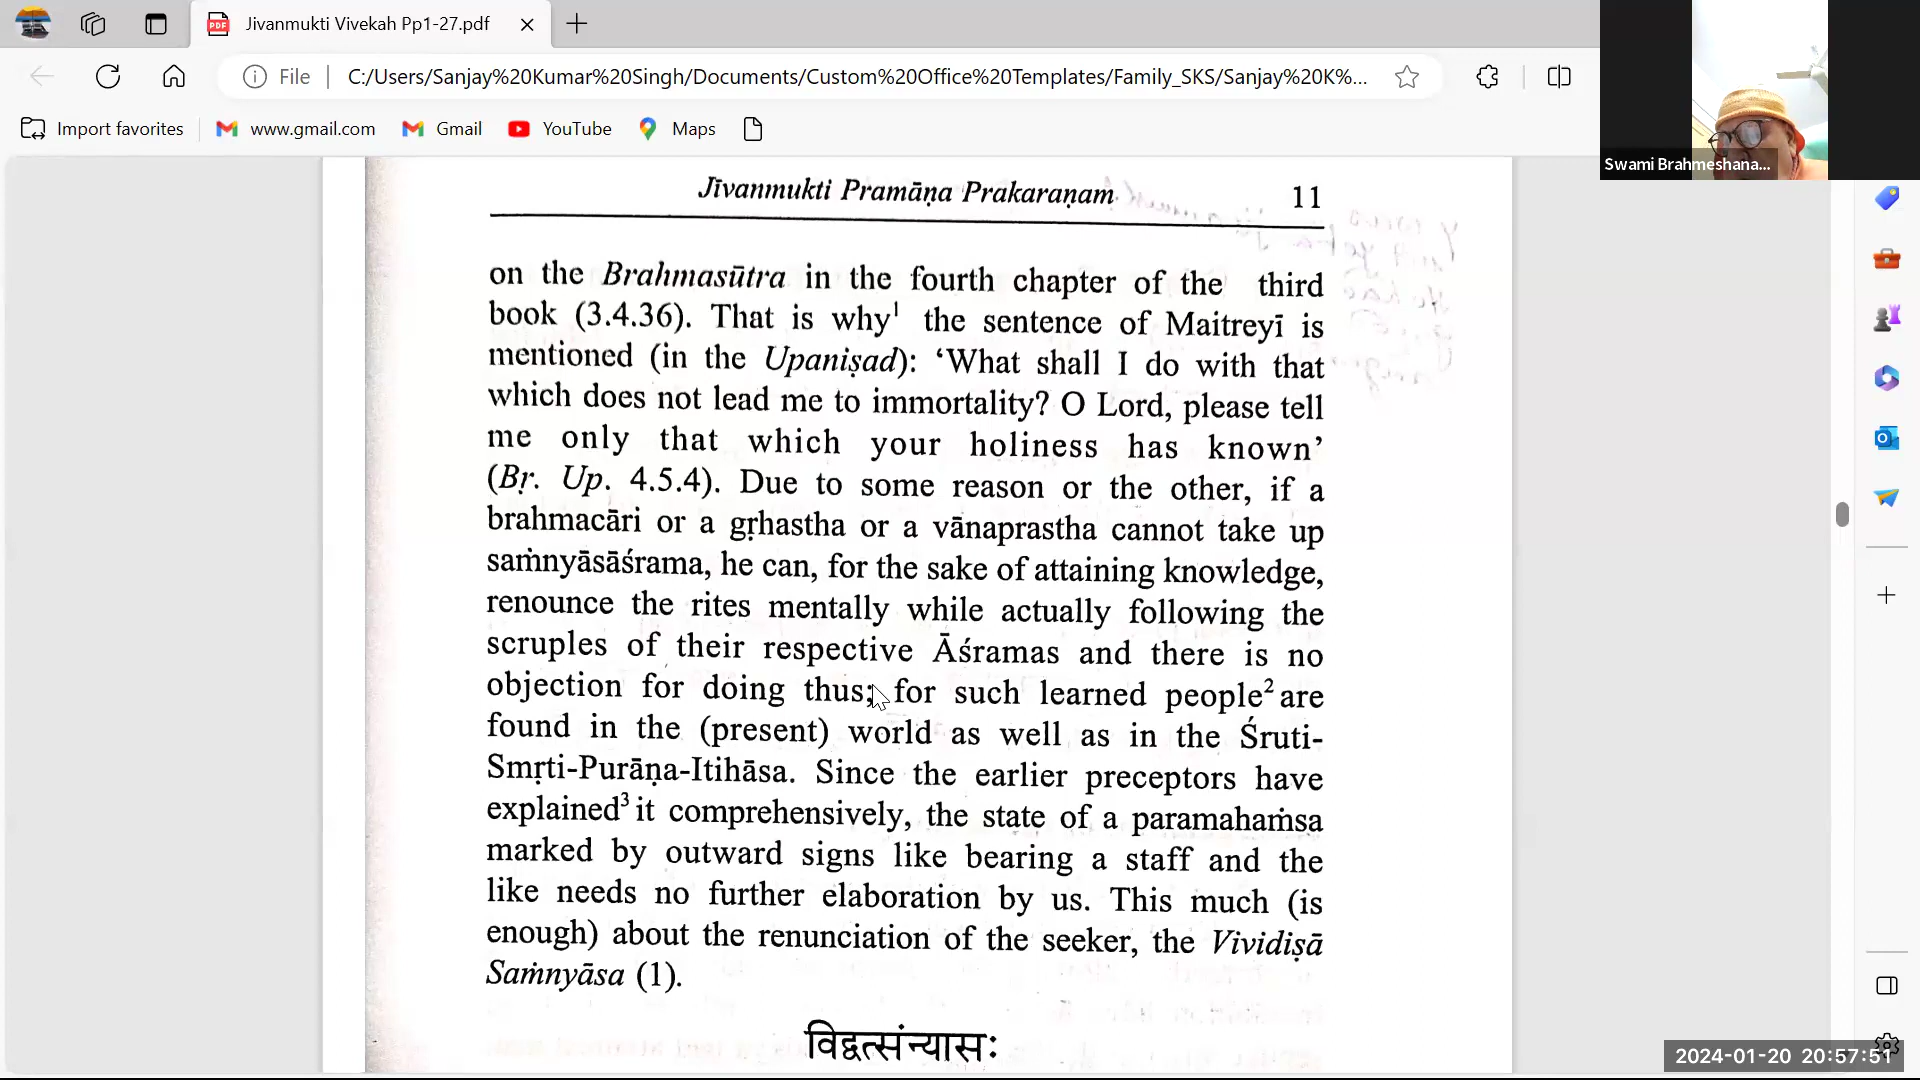 Jivanmukti Vivekah Pp1-27.pdf
File
C:/Users/Sanjay%20Kumar%20Singh/Documents/Custom%20Office%20Templates/Family_SKS/Sanjay%20K%...
Import favorites
www.gmail.com
Gmail
YouTube
Maps
Swami Brahmeshana...
Jīvanmukti Pramāṇa Prakaraṇam 11
on the Brahmasūtra in the fourth chapter of the third
book (3.4.36). That is why¹ the sentence of Maitreyī is
mentioned (in the Upaniṣad): ‘What shall I do with that
which does not lead me to immortality? O Lord, please tell
me only that which your holiness has known’
(Bṛ. Up. 4.5.4). Due to some reason or the other, if a
brahmacāri or a gṛhastha or a vānaprastha cannot take up
saṁnyāsāśrama, he can, for the sake of attaining knowledge,
renounce the rites mentally while actually following the
scruples of their respective Āśramas and there is no
objection for doing thus; for such learned people² are
found in the (present) world as well as in the Śruti-
Smṛti-Purāṇa-Itihāsa. Since the earlier preceptors have
explained³ it comprehensively, the state of a paramahaṁsa
marked by outward signs like bearing a staff and the
like needs no further elaboration by us. This much (is
enough) about the renunciation of the seeker, the Vividiṣā
Saṁnyāsa (1).
विद्वत्संन्यासः
2024-01-20 20:57:51